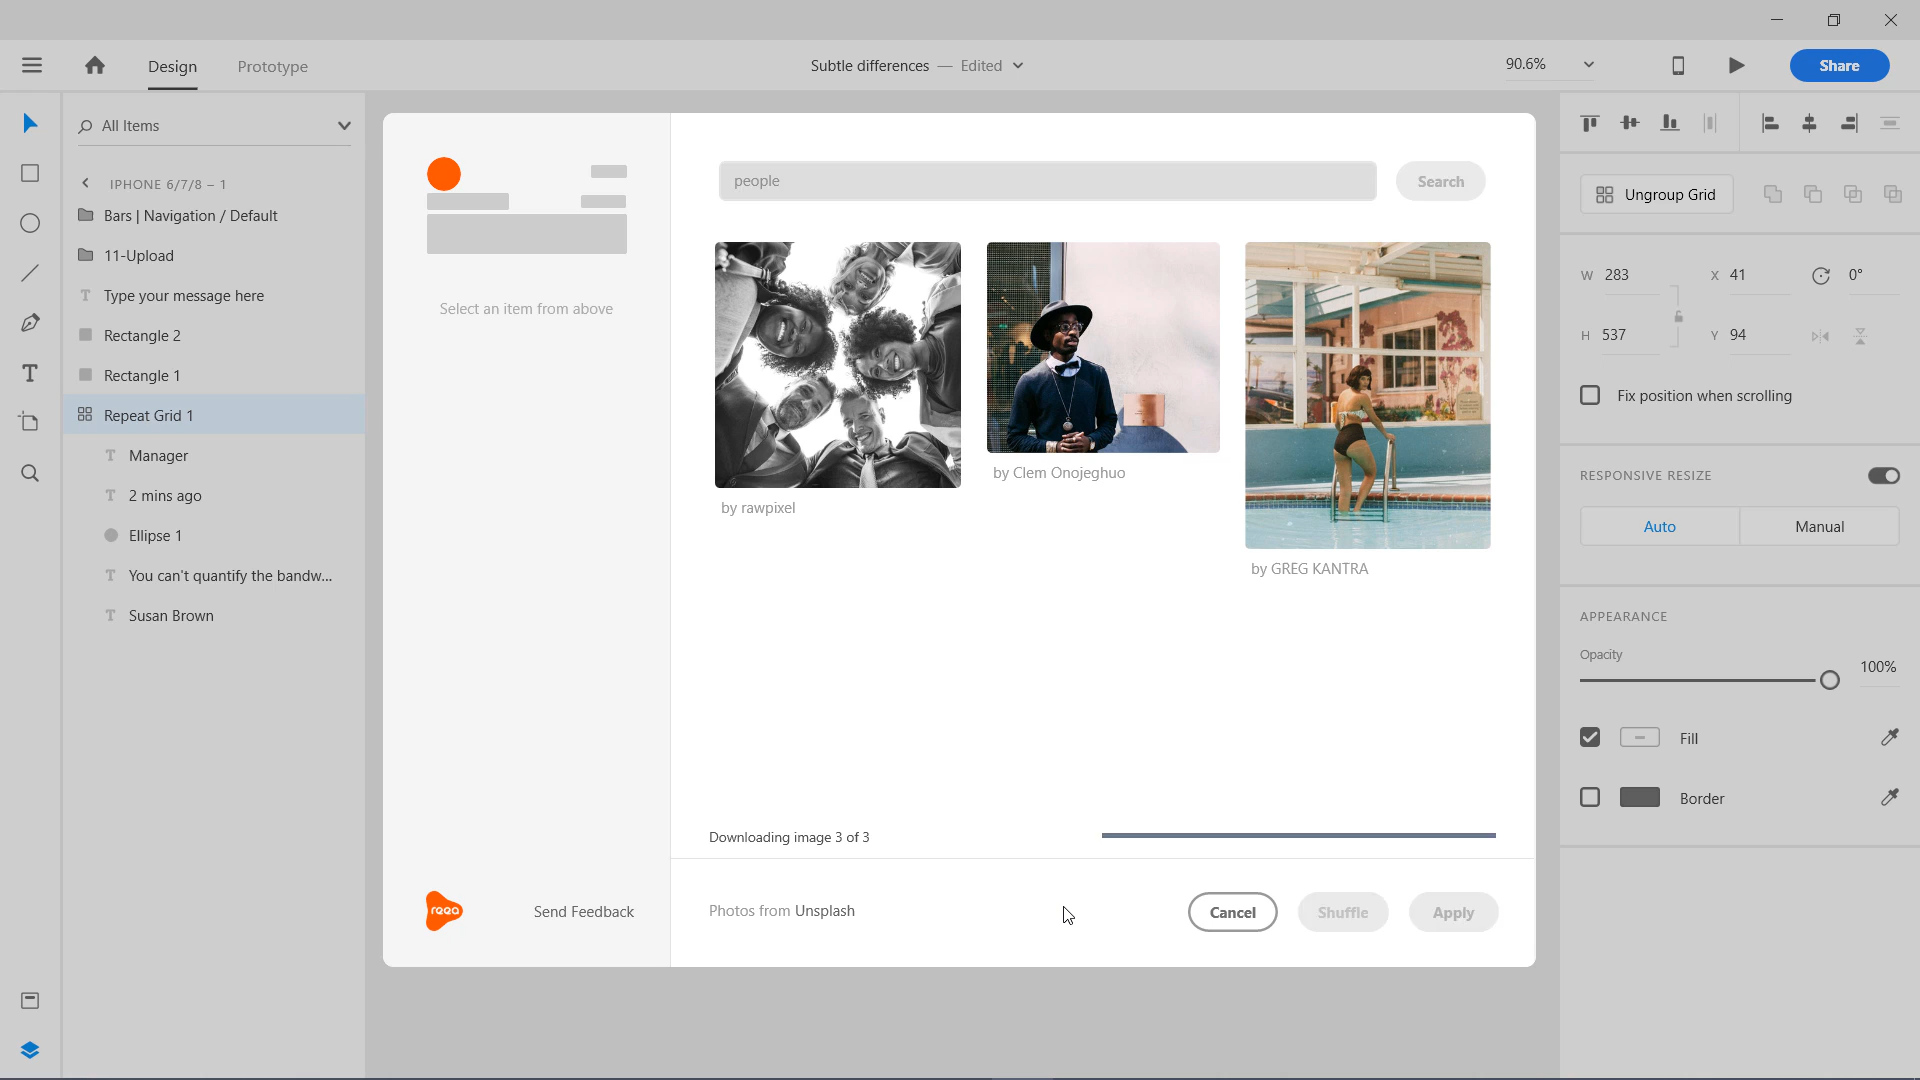 Design
Prototype
Subtle differences — Edited
90.6%
Share
All Items
IPHONE 6/7/8 – 1
Bars | Navigation / Default
11-Upload
Type your message here
Rectangle 2
Rectangle 1
Repeat Grid 1
Manager
2 mins ago
Ellipse 1
You can't quantify the bandw...
Susan Brown
Select an item from above
reea
Send Feedback
people
Search
by rawpixel
by Clem Onojeghuo
by GREG KANTRA
Downloading image 3 of 3
Photos from Unsplash
Cancel
Shuffle
Apply
Ungroup Grid
W 283
X 41
0°
H 537
Y 94
Fix position when scrolling
RESPONSIVE RESIZE
Auto
Manual
APPEARANCE
Opacity
100%
Fill
Border